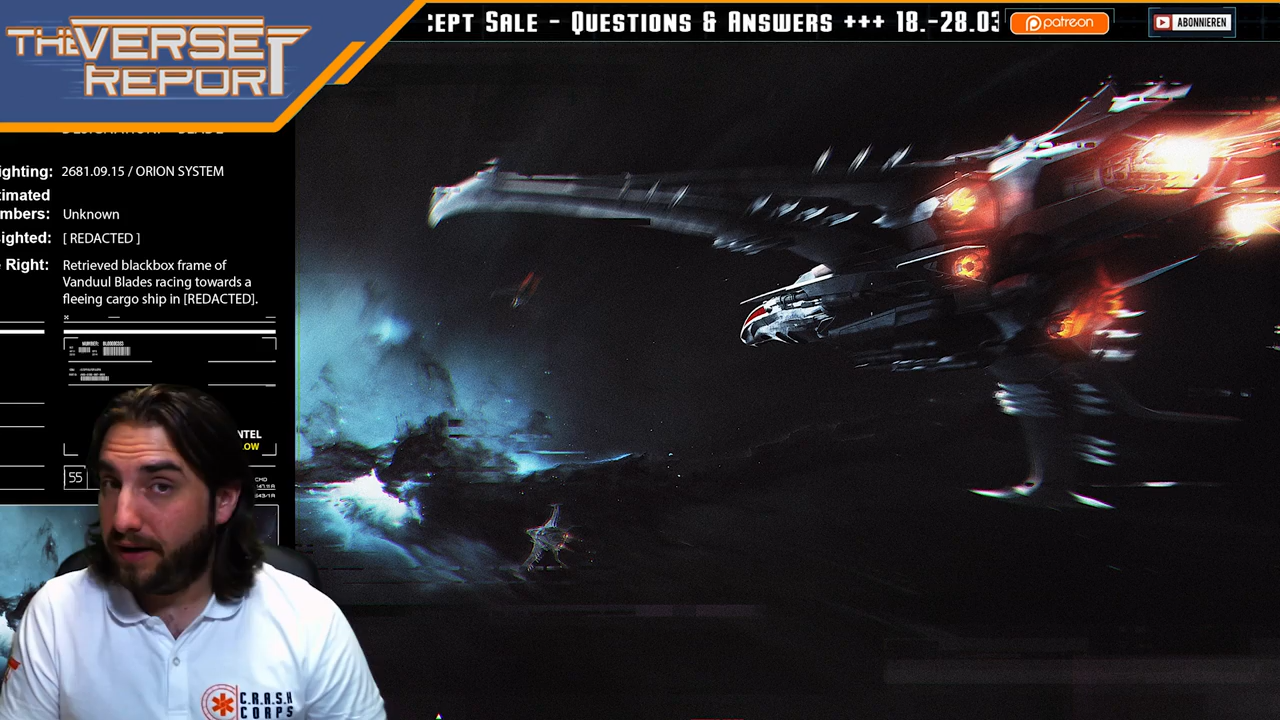 THE VERSE
REPORT
CEPT SALE - QUESTIONS & ANSWERS +++ 18.-28.03
patreon
ABONNIEREN
ighting: 2681.09.15 / ORION SYSTEM
imated
mbers: Unknown
ighted: [ REDACTED ]
Right: Retrieved blackbox frame of
Vanduul Blades racing towards a
fleeing cargo ship in [REDACTED].
NTEL
OW
55
C.R.A.S.H
CORPS